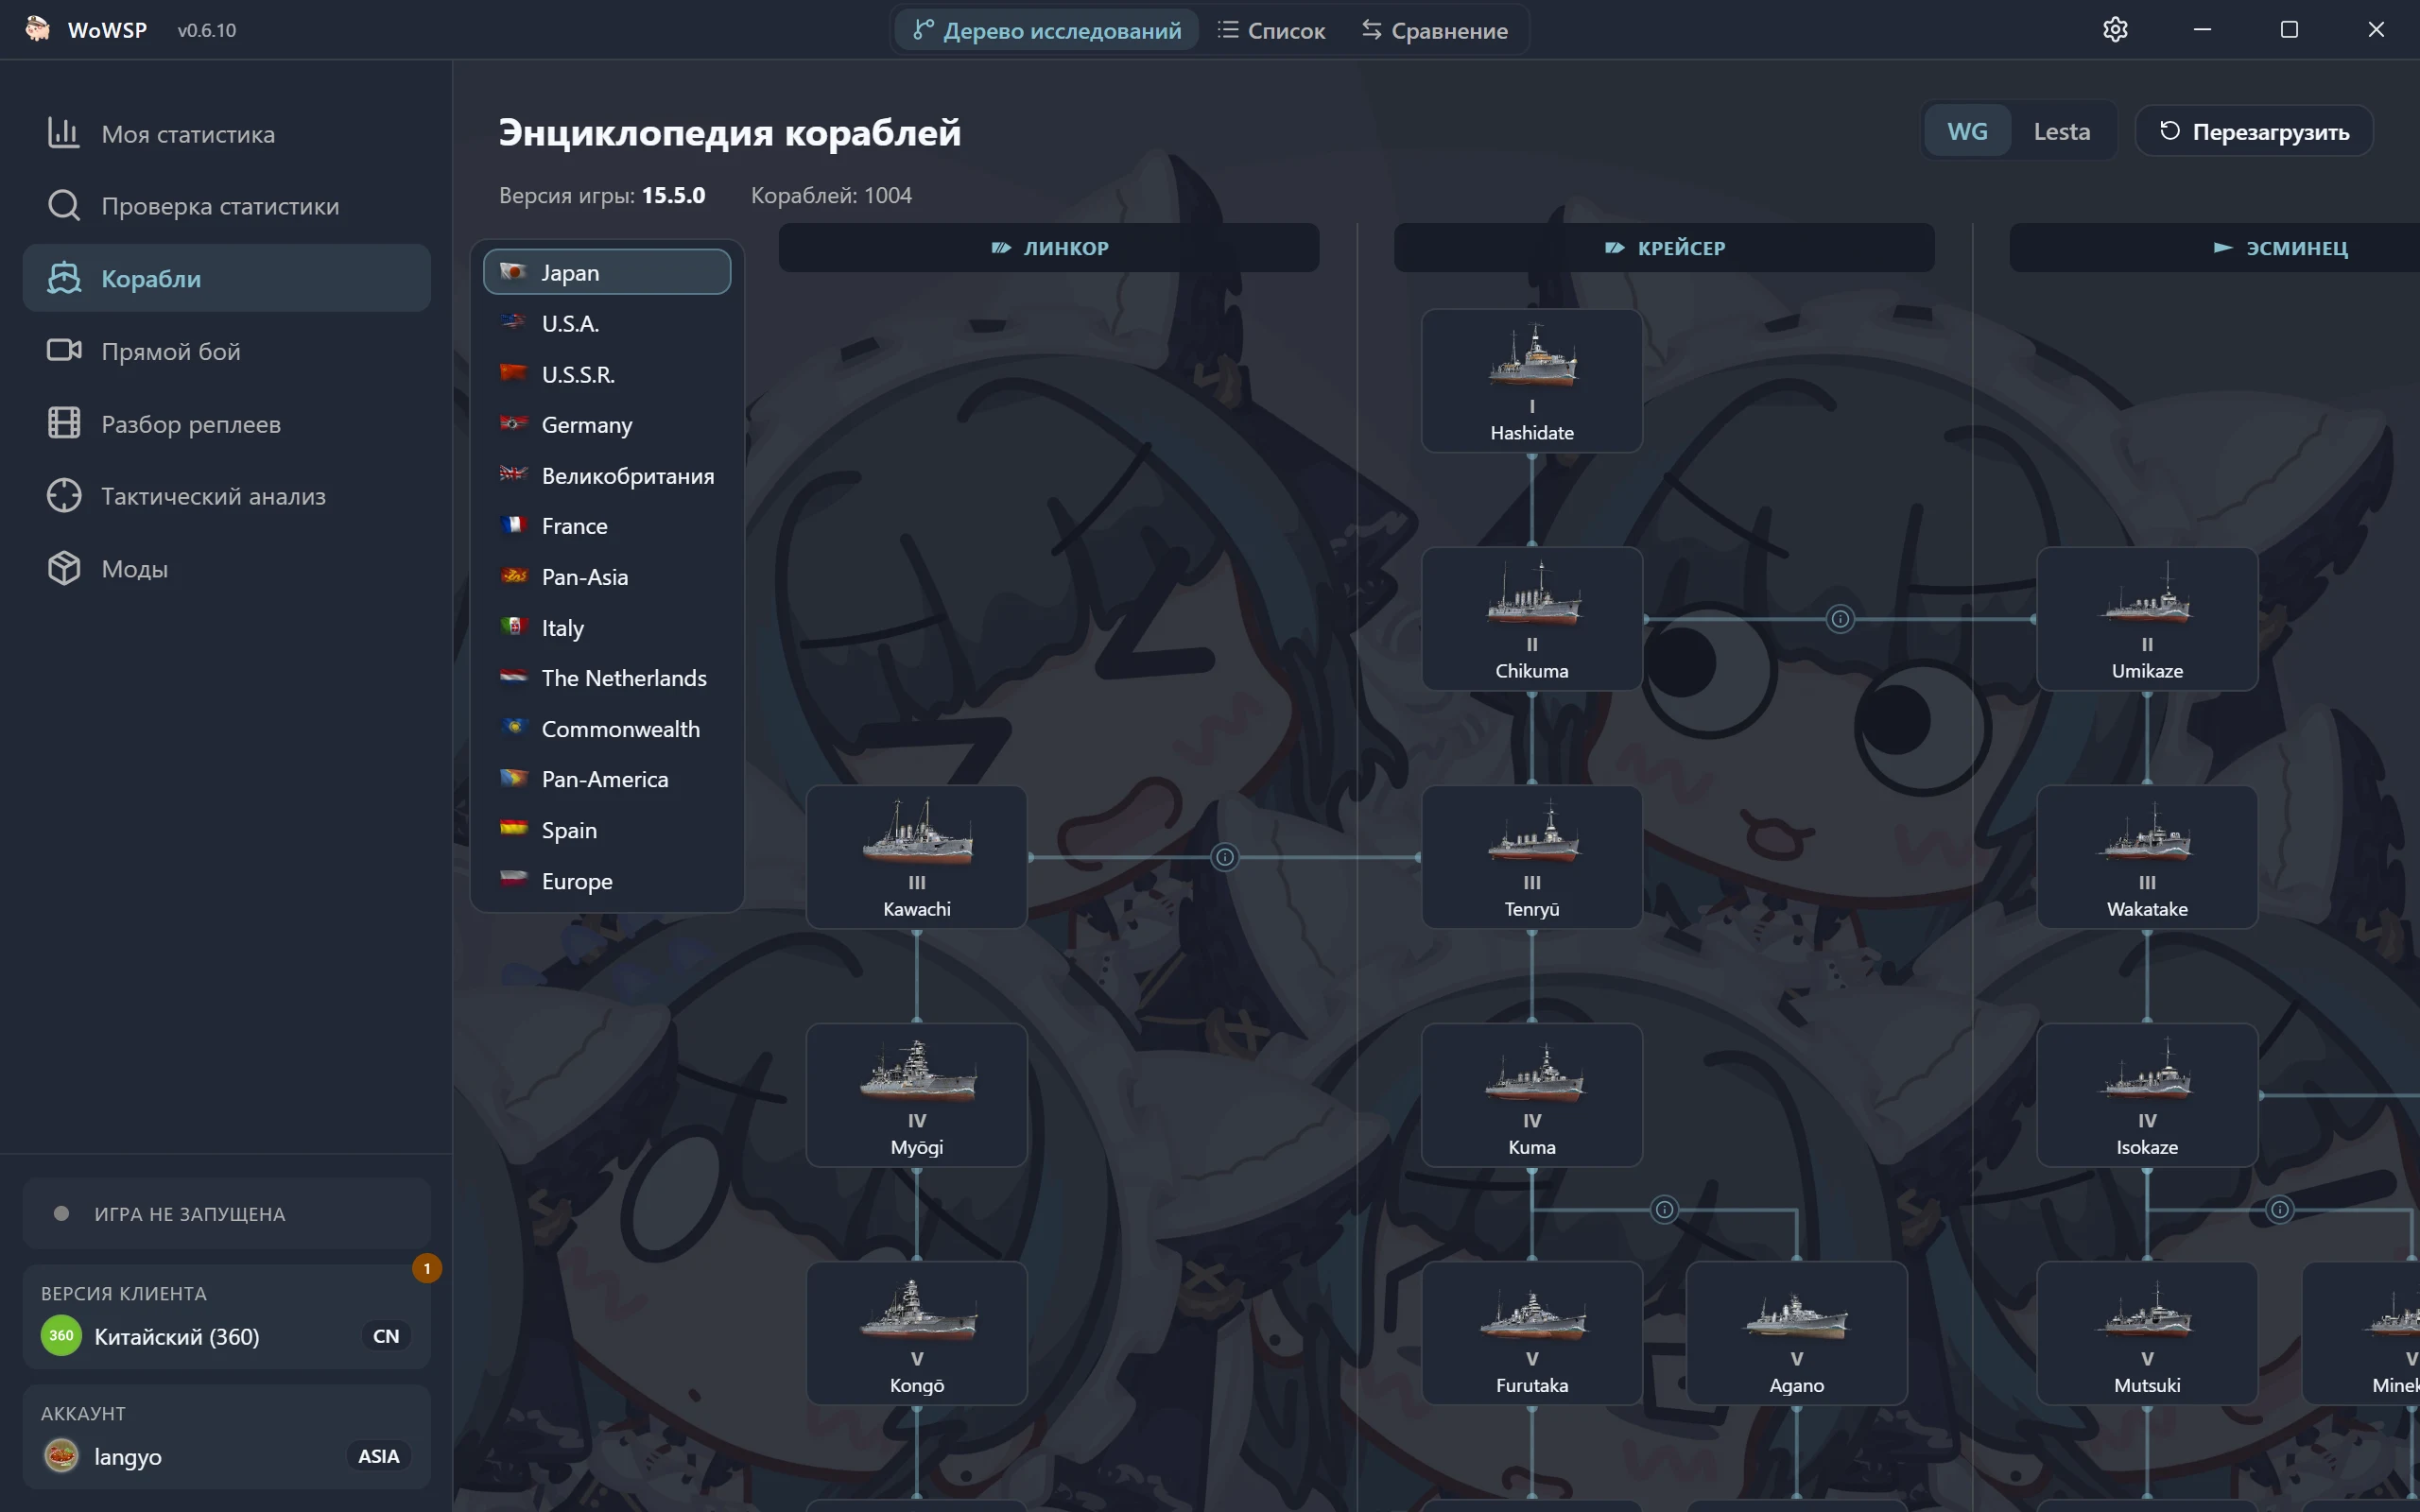 WoWSP v0.6.10
Дерево исследований
Список
Сравнение
Моя статистика
Проверка статистики
Корабли
Прямой бой
Разбор реплеев
Тактический анализ
Моды
ИГРА НЕ ЗАПУЩЕНА
1
ВЕРСИЯ КЛИЕНТА
360 Китайский (360) CN
АККАУНТ
langyo ASIA
Энциклопедия кораблей
WG Lesta
Перезагрузить
Версия игры: 15.5.0 Кораблей: 1004
Japan
U.S.A.
U.S.S.R.
Germany
Великобритания
France
Pan-Asia
Italy
The Netherlands
Commonwealth
Pan-America
Spain
Europe
ЛИНКОР
КРЕЙСЕР
ЭСМИНЕЦ
I
Hashidate
II
Chikuma
II
Umikaze
III
Kawachi
III
Tenryū
III
Wakatake
IV
Myōgi
IV
Kuma
IV
Isokaze
V
Kongō
V
Furutaka
V
Agano
V
Mutsuki
V